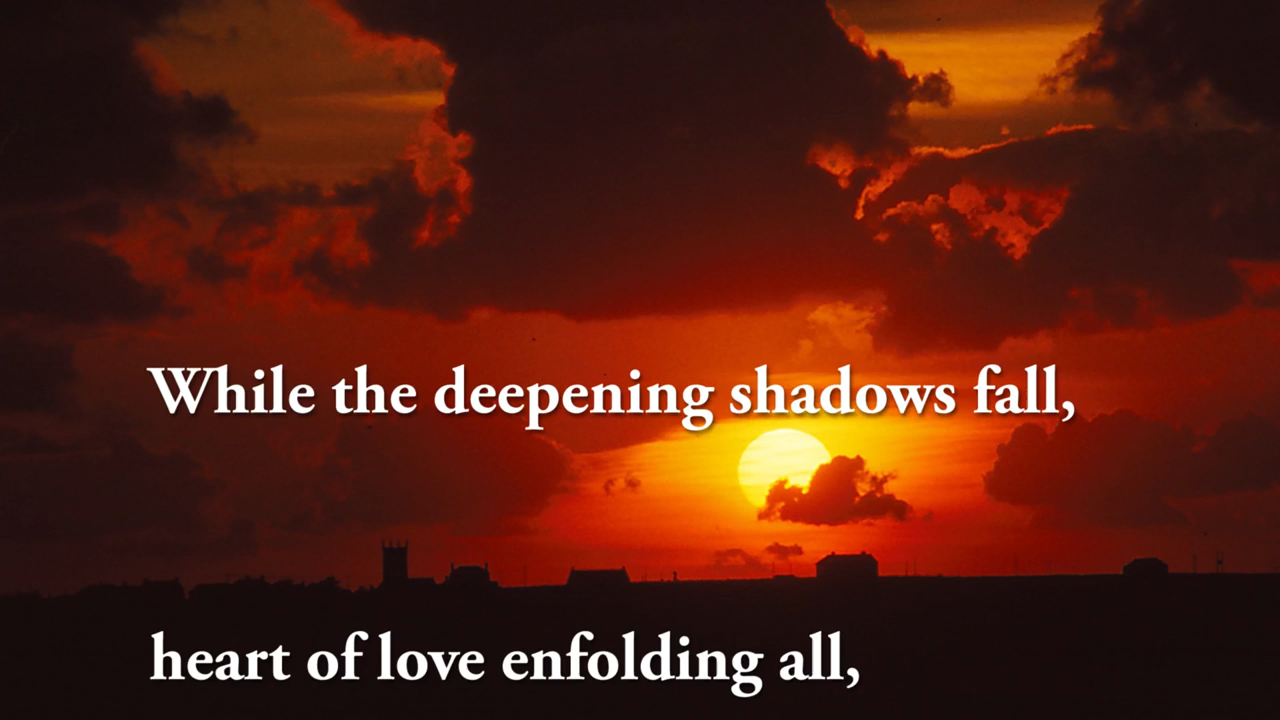 While the deepening shadows fall,
heart of love enfolding all,